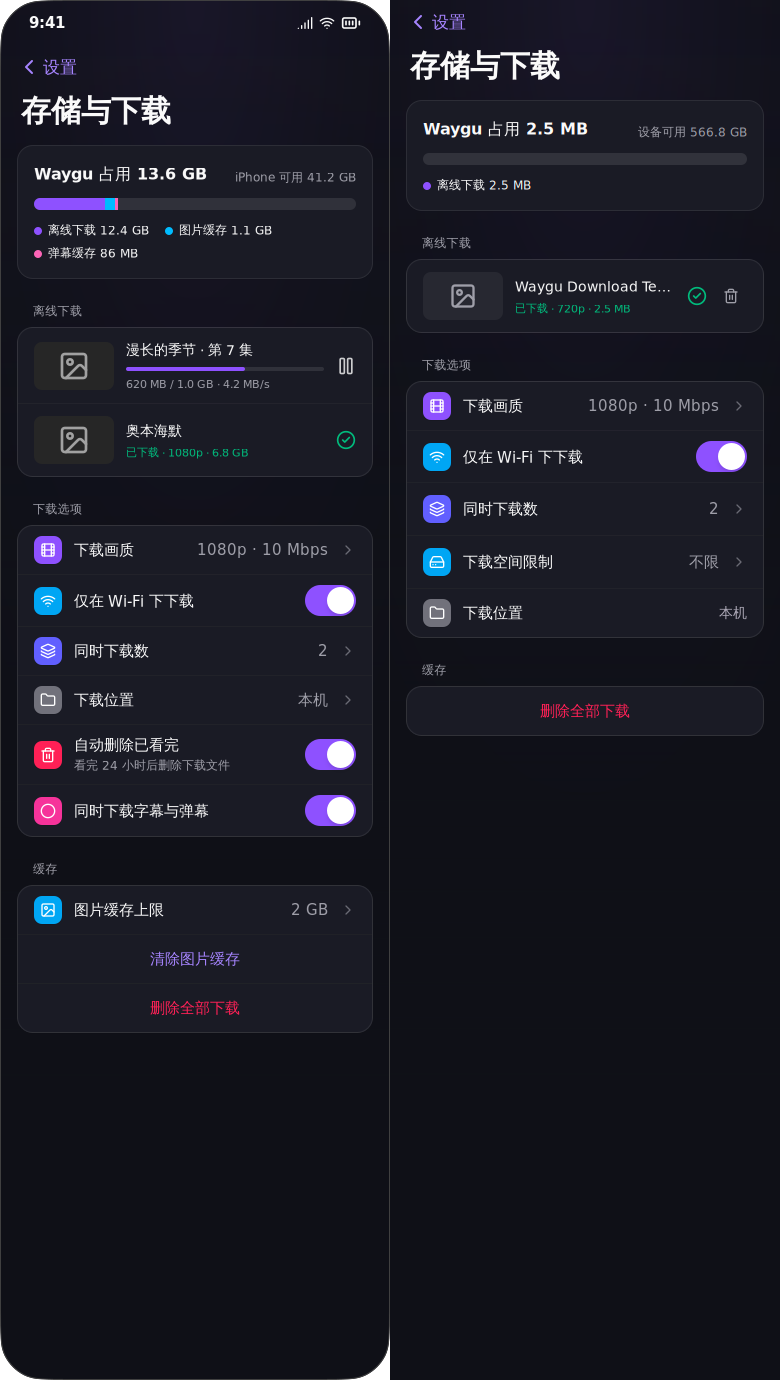 9:41
设置
存储与下载
Waygu 占用 13.6 GB
iPhone 可用 41.2 GB
离线下载 12.4 GB
图片缓存 1.1 GB
弹幕缓存 86 MB
离线下载
漫长的季节 · 第 7 集
620 MB / 1.0 GB · 4.2 MB/s
奥本海默
已下载 · 1080p · 6.8 GB
下载选项
下载画质
1080p · 10 Mbps
仅在 Wi-Fi 下下载
同时下载数
2
下载位置
本机
自动删除已看完
看完 24 小时后删除下载文件
同时下载字幕与弹幕
缓存
图片缓存上限
2 GB
清除图片缓存
删除全部下载
设置
存储与下载
Waygu 占用 2.5 MB
设备可用 566.8 GB
离线下载 2.5 MB
离线下载
Waygu Download Te...
已下载 · 720p · 2.5 MB
下载选项
下载画质
1080p · 10 Mbps
仅在 Wi-Fi 下下载
同时下载数
2
下载空间限制
不限
下载位置
本机
缓存
删除全部下载